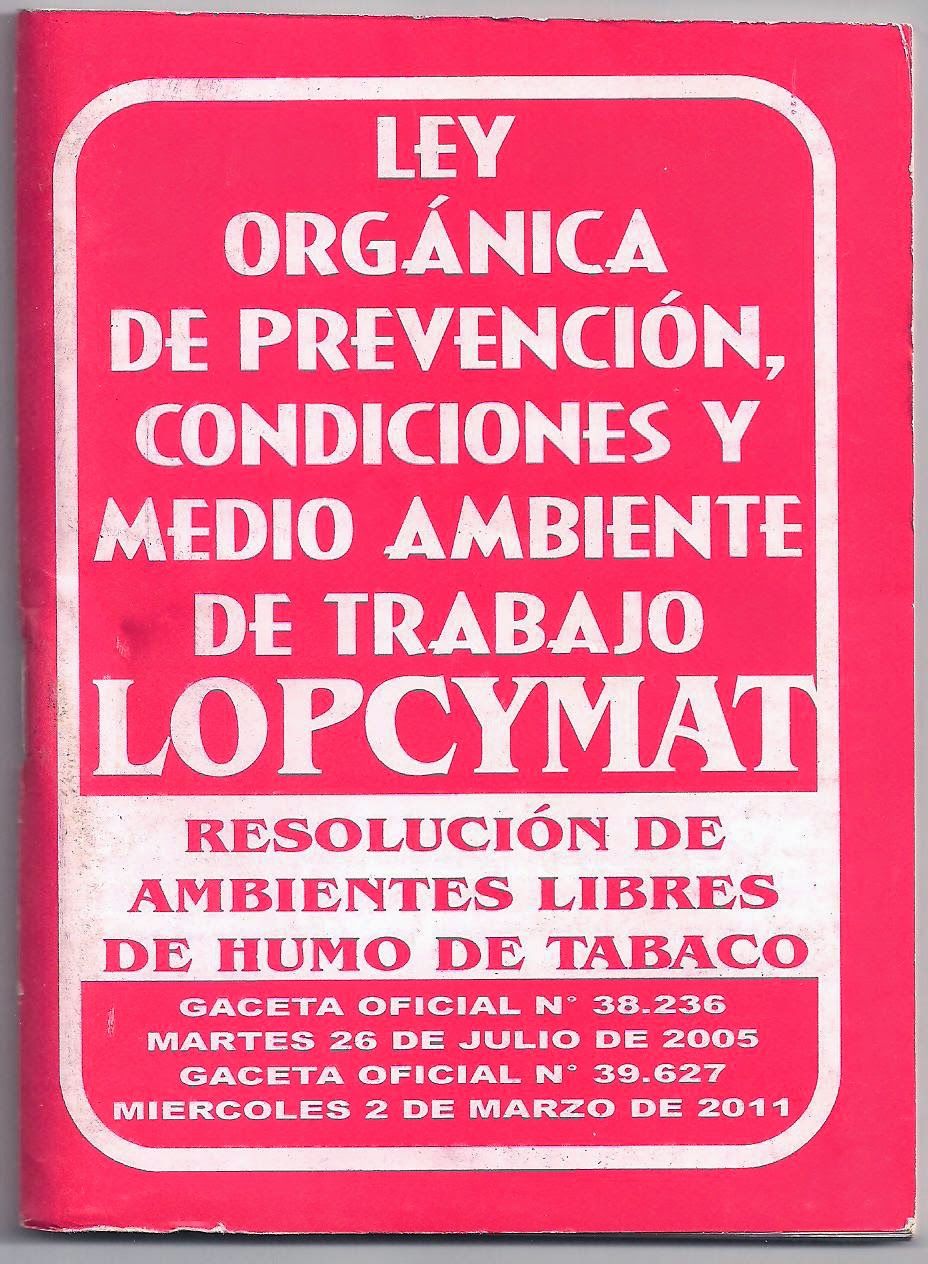 LEY
ORGÁNICA
DE PREVENCIÓN,
CONDICIONES Y
MEDIO AMBIENTE
DE TRABAJO
LOPCYMAT
RESOLUCIÓN DE
AMBIENTES LIBRES
DE HUMO DE TABACO
GACETA OFICIAL N° 38.236
MARTES 26 DE JULIO DE 2005
GACETA OFICIAL N° 39.627
MIERCOLES 2 DE MARZO DE 2011